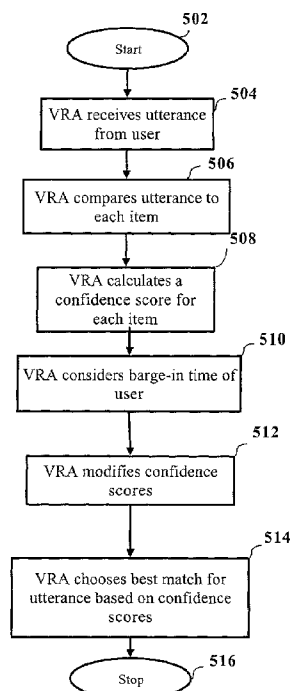 502
Start
504
VRA receives utterance
from user
506
VRA compares utterance to
each item
508
VRA calculates a
confidence score for
each item
510
VRA considers barge-in time of
user
512
VRA modifies confidence
scores
514
VRA chooses best match for
utterance based on confidence
scores
516
Stop